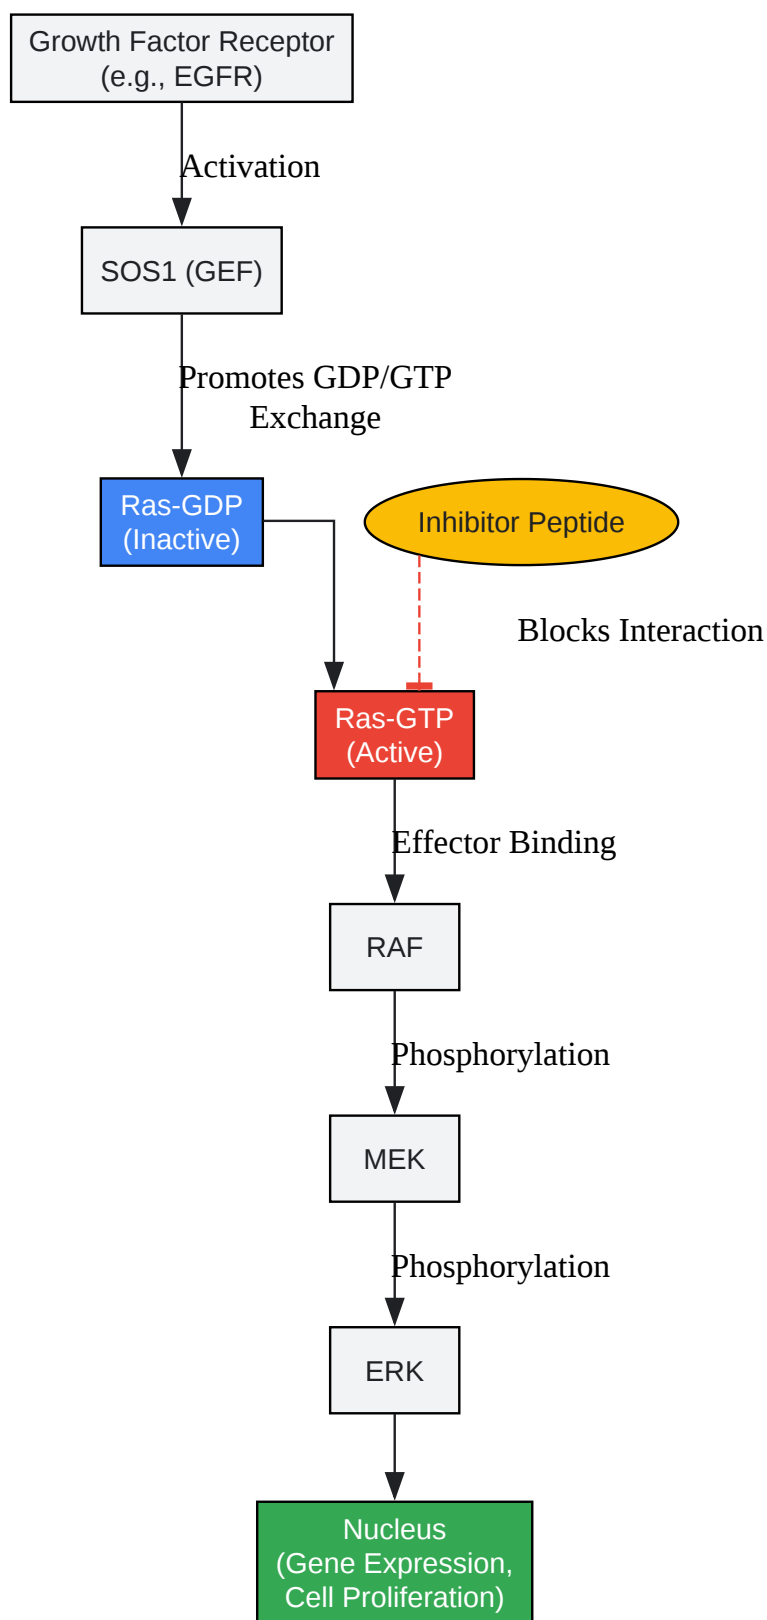 Growth Factor Receptor
(e.g., EGFR)
Activation
SOS1 (GEF)
Promotes GDP/GTP
Exchange
Ras-GDP
(Inactive)
Inhibitor Peptide
Blocks Interaction
Ras-GTP
(Active)
Effector Binding
RAF
Phosphorylation
MEK
Phosphorylation
ERK
Nucleus
(Gene Expression,
Cell Proliferation)